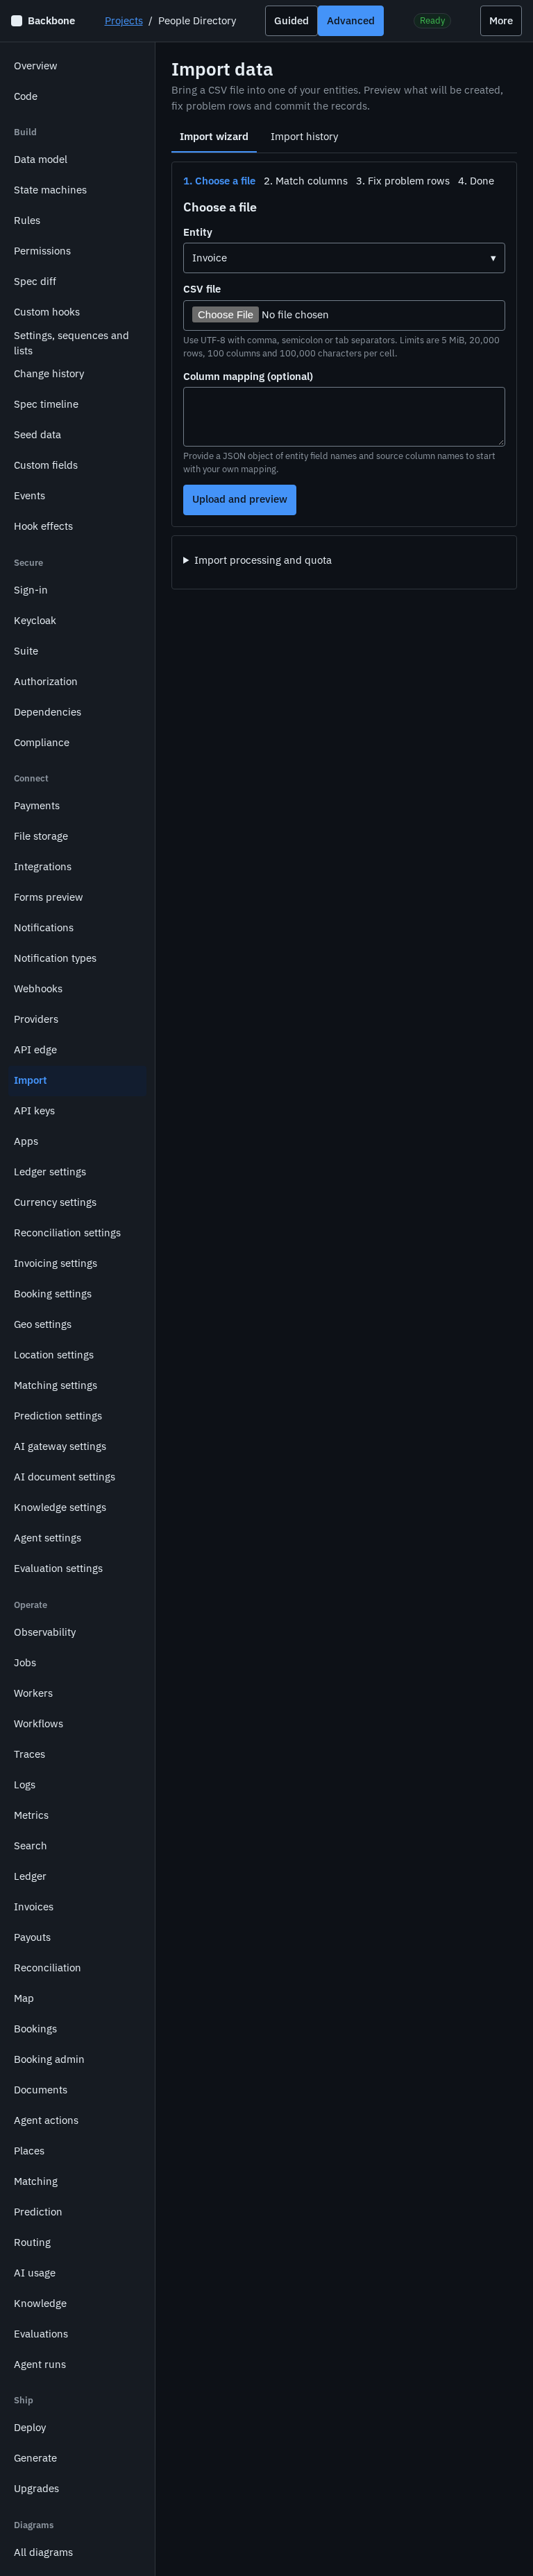 Backbone
Projects / People Directory
Guided
Advanced
Ready
More
Overview
Code
Build
Data model
State machines
Rules
Permissions
Spec diff
Custom hooks
Settings, sequences and
lists
Change history
Spec timeline
Seed data
Custom fields
Events
Hook effects
Secure
Sign-in
Keycloak
Suite
Authorization
Dependencies
Compliance
Connect
Payments
File storage
Integrations
Forms preview
Notifications
Notification types
Webhooks
Providers
API edge
Import
API keys
Apps
Ledger settings
Currency settings
Reconciliation settings
Invoicing settings
Booking settings
Geo settings
Location settings
Matching settings
Prediction settings
AI gateway settings
AI document settings
Knowledge settings
Agent settings
Evaluation settings
Operate
Observability
Jobs
Workers
Workflows
Traces
Logs
Metrics
Search
Ledger
Invoices
Payouts
Reconciliation
Map
Bookings
Booking admin
Documents
Agent actions
Places
Matching
Prediction
Routing
AI usage
Knowledge
Evaluations
Agent runs
Ship
Deploy
Generate
Upgrades
Diagrams
All diagrams
Import data
Bring a CSV file into one of your entities. Preview what will be created,
fix problem rows and commit the records.
Import wizard
Import history
1. Choose a file 2. Match columns 3. Fix problem rows 4. Done
Choose a file
Entity
Invoice
CSV file
Choose File No file chosen
Use UTF-8 with comma, semicolon or tab separators. Limits are 5 MiB, 20,000
rows, 100 columns and 100,000 characters per cell.
Column mapping (optional)
Provide a JSON object of entity field names and source column names to start
with your own mapping.
Upload and preview
Import processing and quota